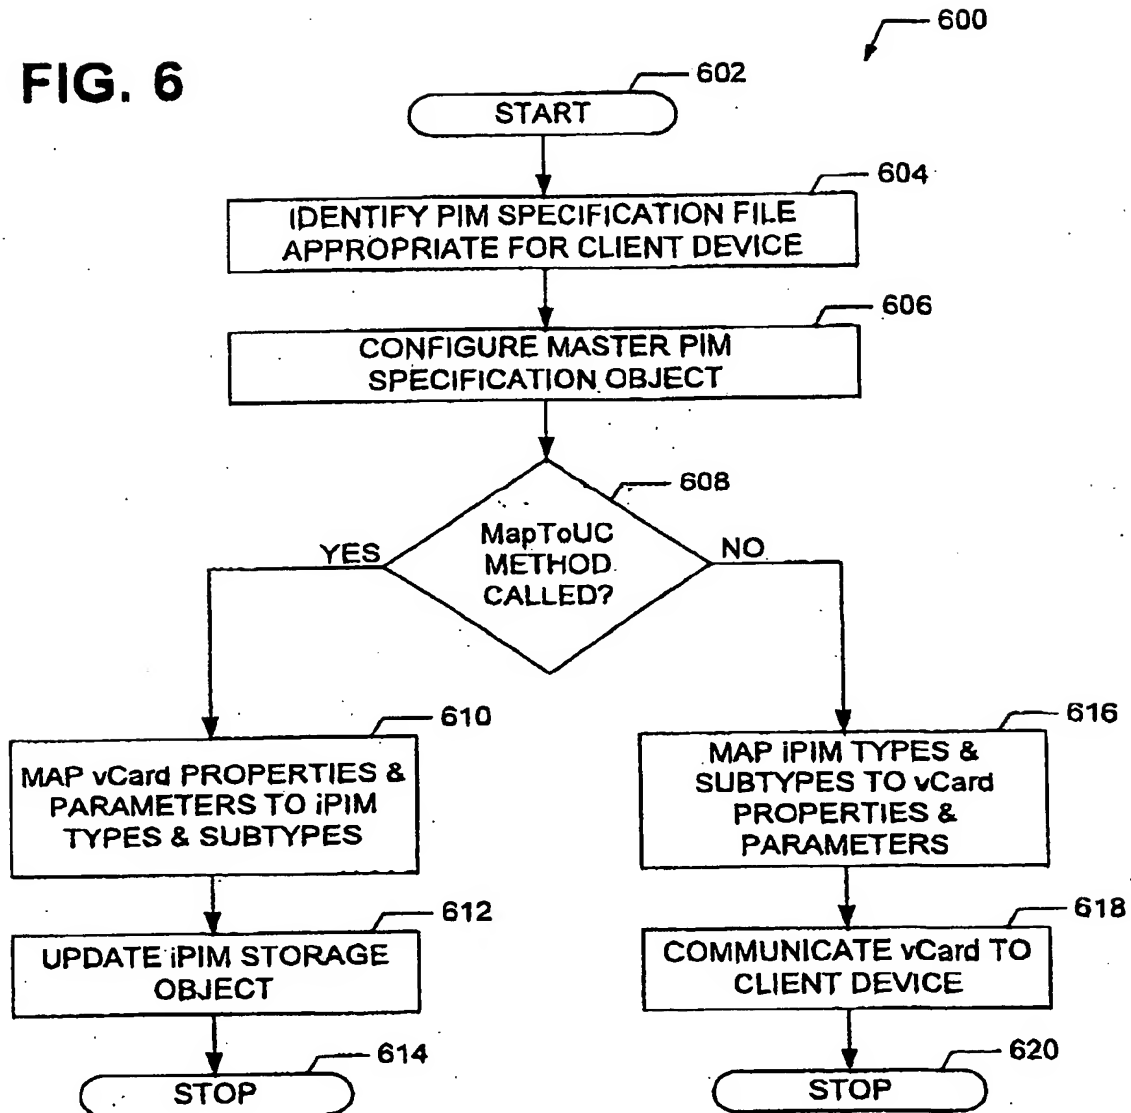 600
FIG. 6
602
START
604
IDENTIFY PIM SPECIFICATION FILE
APPROPRIATE FOR CLIENT DEVICE
606
CONFIGURE MASTER PIM
SPECIFICATION OBJECT
608
MapToUC
METHOD
CALLED?
YES
NO
610
MAP vCard PROPERTIES &
PARAMETERS TO iPIM
TYPES & SUBTYPES
616
MAP iPIM TYPES &
SUBTYPES TO vCard
PROPERTIES &
PARAMETERS
612
UPDATE iPIM STORAGE
OBJECT
618
COMMUNICATE vCard TO
CLIENT DEVICE
614
STOP
620
STOP